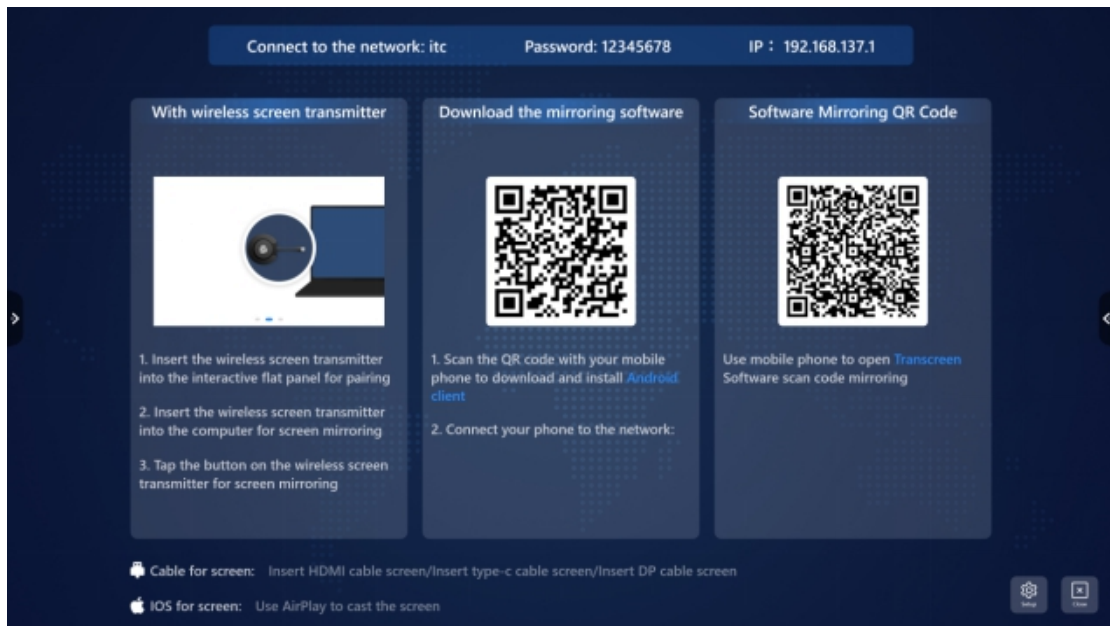 Connect to the network: itc Password: 12345678 IP： 192.168.137.1
With wireless screen transmitter
1. Insert the wireless screen transmitter
into the interactive flat panel for pairing
2. Insert the wireless screen transmitter
into the computer for screen mirroring
3. Tap the button on the wireless screen
transmitter for screen mirroring
Download the mirroring software
1. Scan the QR code with your mobile
phone to download and install Android
client
2. Connect your phone to the network:
Software Mirroring QR Code
Use mobile phone to open Transcreen
Software scan code mirroring
Cable for screen: Insert HDMI cable screen/Insert type-c cable screen/Insert DP cable screen
IOS for screen: Use AirPlay to cast the screen
Setup
Close